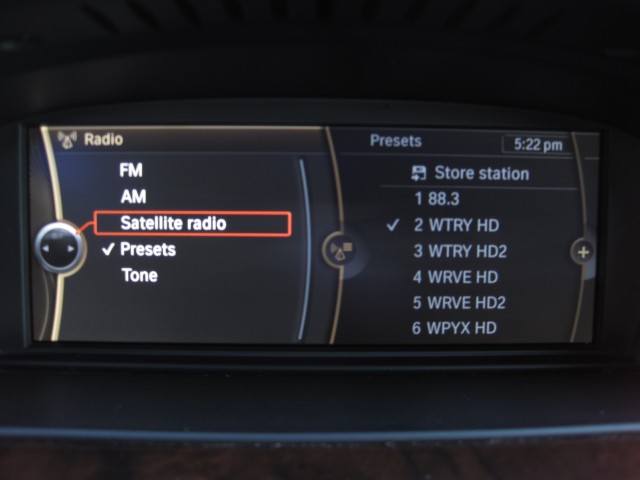 Radio
FM
AM
Satellite radio
✓ Presets
Tone
Presets
5:22 pm
Store station
1 88.3
✓ 2 WTRY HD
3 WTRY HD2
4 WRVE HD
5 WRVE HD2
6 WPYX HD